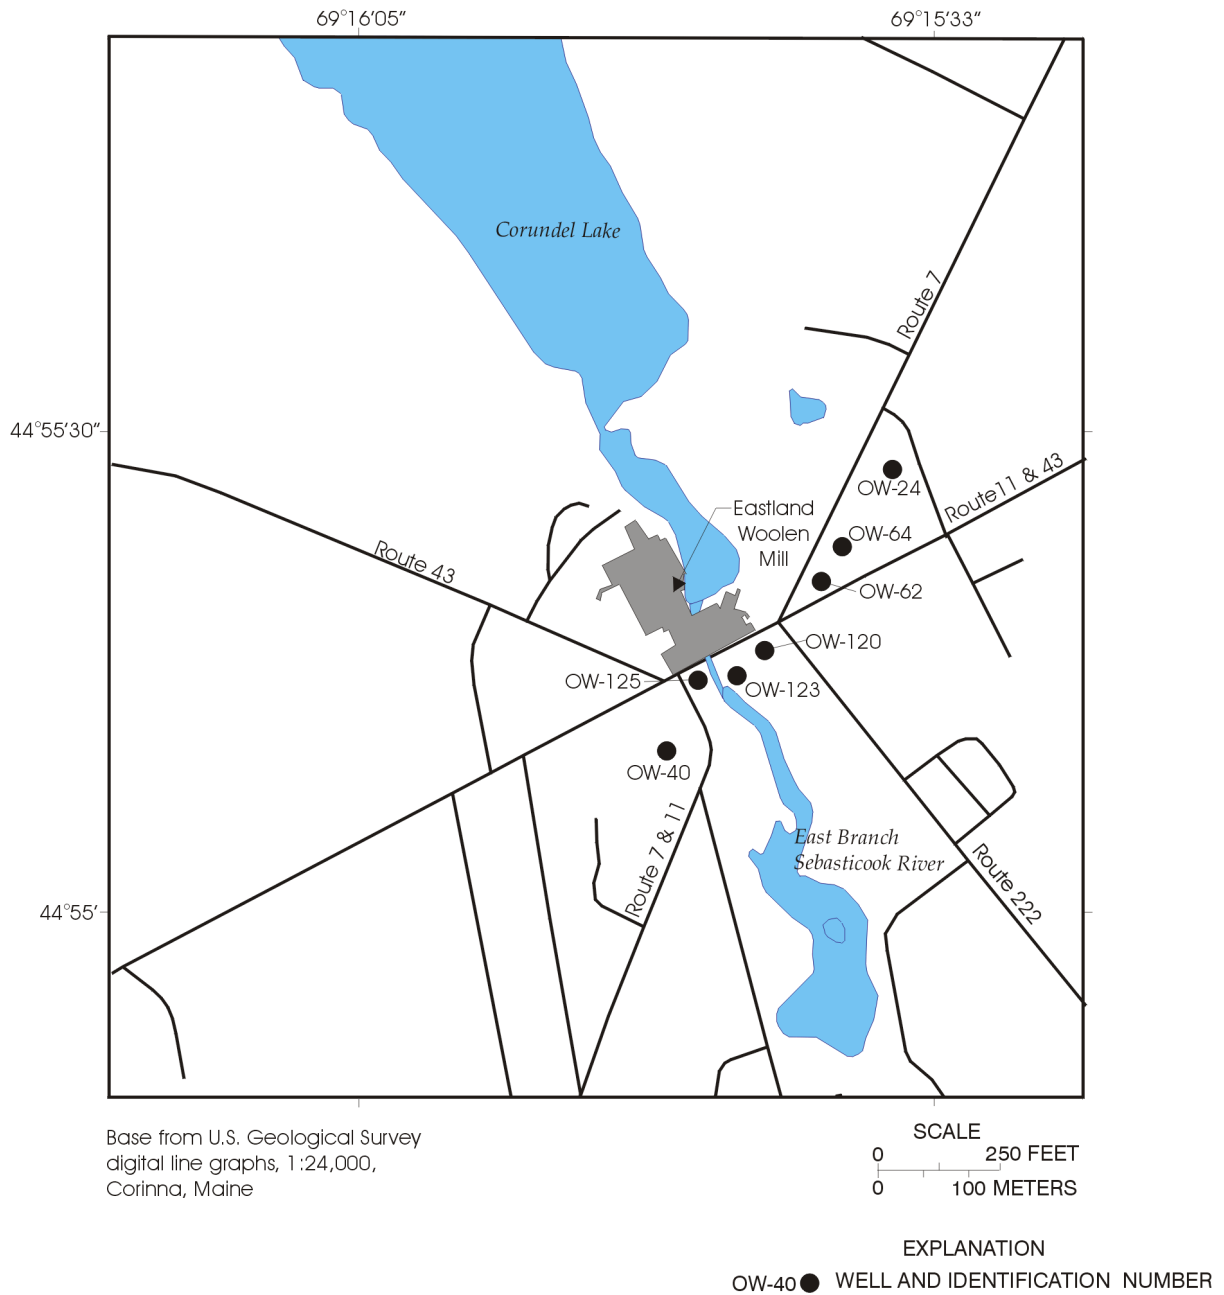 69°16′05″
69°15′33″
Corundel Lake
Route 7
44°55′30″
Route11 & 43
OW-24
Eastland
Woolen
Mill
OW-64
Route 43
OW-62
OW-120
OW-125
OW-123
OW-40
Route 7 & 11
East Branch
Sebasticook River
Route 222
44°55′
Base from U.S. Geological Survey
digital line graphs, 1:24,000,
Corinna, Maine
SCALE
0 250 FEET
0 100 METERS
EXPLANATION
OW-40 WELL AND IDENTIFICATION NUMBER